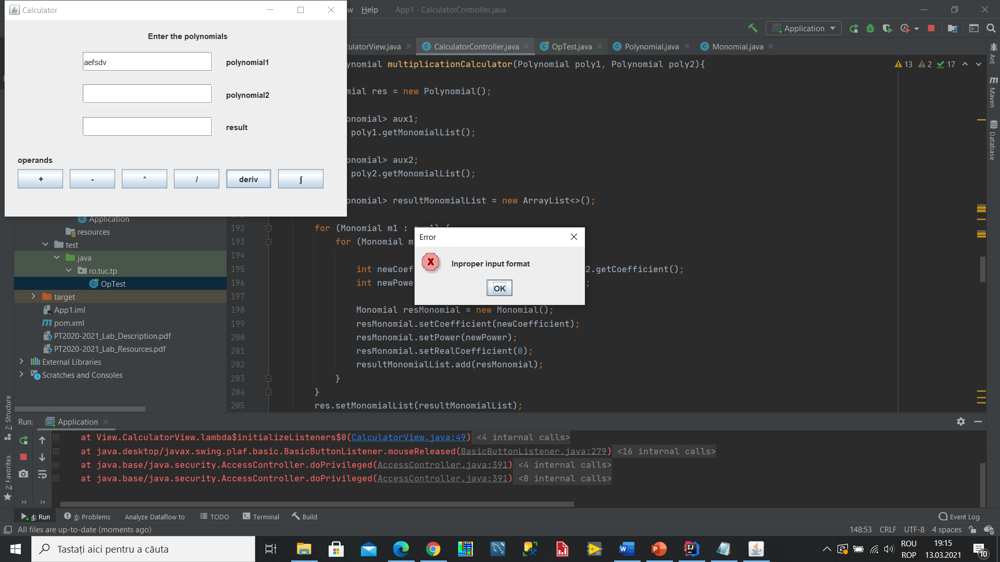 Calculator
Enter the polynomials
aefsdv
polynomial1
polynomial2
result
operands
+ - * / deriv ∫
w Help App1 - CalculatorController.java
Application
culatorView.java CalculatorController.java OpTest.java Polynomial.java Monomial.java
ynomial multiplicationCalculator(Polynomial poly1, Polynomial poly2){
13 2 17
mial res = new Polynomial();
onomial> aux1;
poly1.getMonomialList();
onomial> aux2;
poly2.getMonomialList();
onomial> resultMonomialList = new ArrayList<>();
192 for (Monomial m1 :
193 for (Monomial m
194
195 int newCoef 2.getCoefficient();
196 int newPowe ;
197
198 Monomial resMonomial = new Monomial();
199 resMonomial.setCoefficient(newCoefficient);
200 resMonomial.setPower(newPower);
201 resMonomial.setRealCoefficient(0);
202 resultMonomialList.add(resMonomial);
203 }
204 }
205 res.setMonomialList(resultMonomialList);
Error
Inproper input format
OK
Application
resources
test
java
ro.tuc.tp
OpTest
target
App1.iml
pom.xml
PT2020-2021_Lab_Description.pdf
PT2020-2021_Lab_Resources.pdf
External Libraries
Scratches and Consoles
Ant
Maven
Database
7: Structure
2: Favorites
Run: Application
at View.CalculatorView.lambda$initializeListeners$0(CalculatorView.java:49) <4 internal calls>
at java.desktop/javax.swing.plaf.basic.BasicButtonListener.mouseReleased(BasicButtonListener.java:279) <16 internal calls>
at java.base/java.security.AccessController.doPrivileged(AccessController.java:391) <4 internal calls>
at java.base/java.security.AccessController.doPrivileged(AccessController.java:391) <8 internal calls>
4: Run 6: Problems Analyze Dataflow to TODO Terminal Build Event Log
All files are up-to-date (moments ago) 148:53 CRLF UTF-8 4 spaces
Tastați aici pentru a căuta
ROU
ROP
19:15
13.03.2021
10